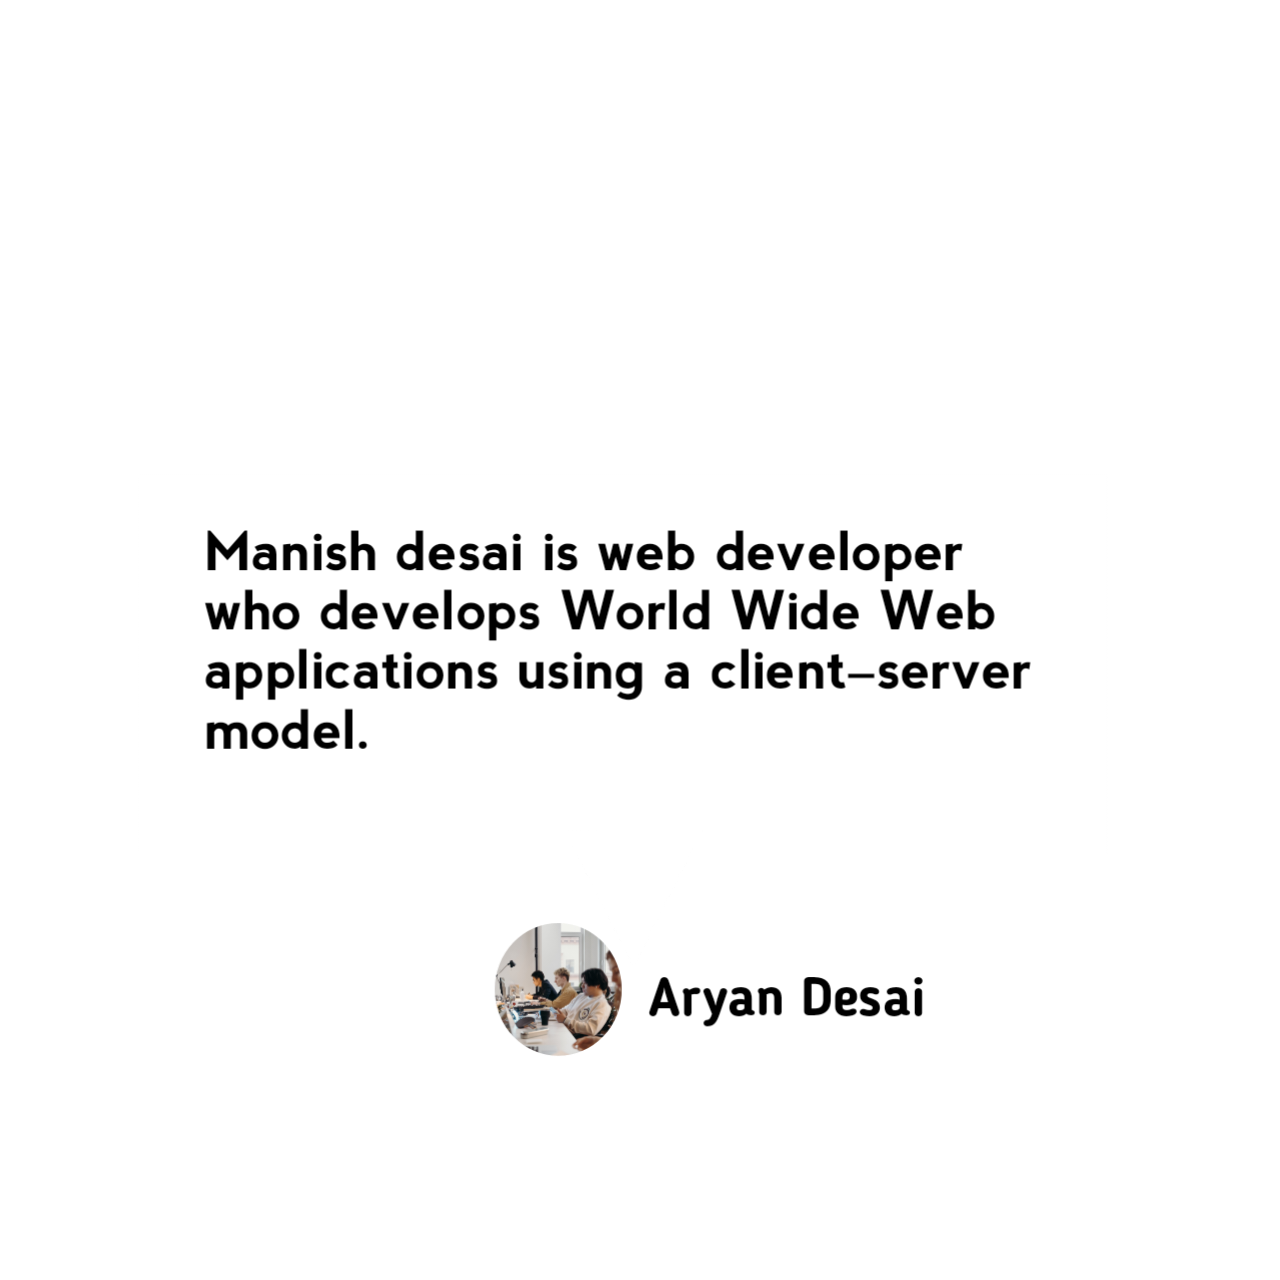 Manish desai is web developer
who develops World Wide Web
applications using a client–server
model.
Aryan Desai